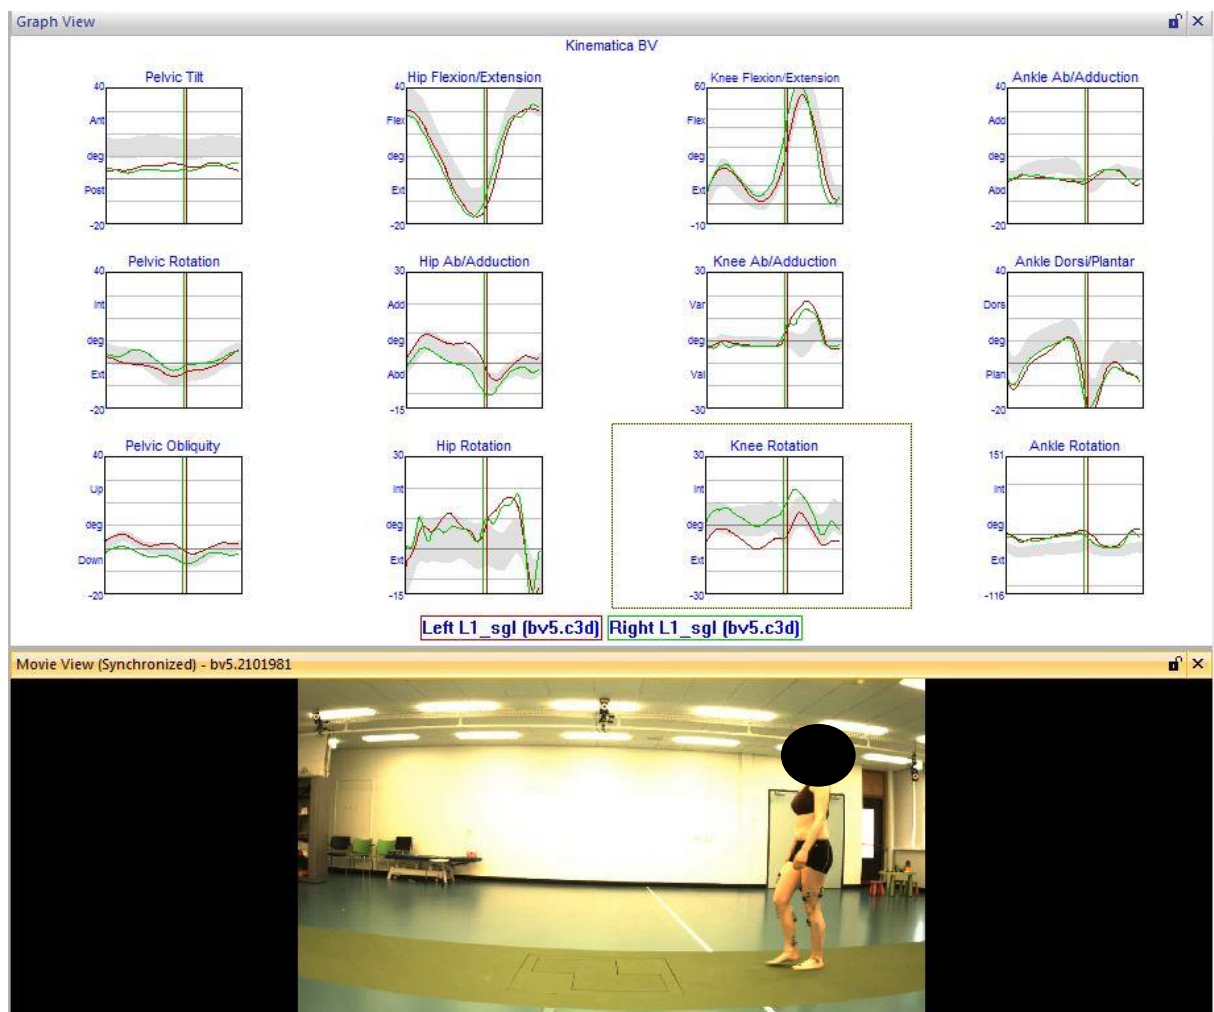 Graph View
Kinematica BV
Pelvic Tilt
40
Ant
deg
Post
-20
Hip Flexion/Extension
40
Flex
deg
Ext
-20
Knee Flexion/Extension
60
Flex
deg
Ext
-10
Ankle Ab/Adduction
40
Add
deg
Abd
-20
Pelvic Rotation
40
Int
deg
Ext
-20
Hip Ab/Adduction
30
Add
deg
Abd
-15
Knee Ab/Adduction
30
Var
deg
Val
-30
Ankle Dorsi/Plantar
40
Dors
deg
Plan
-20
Pelvic Obliquity
40
Up
deg
Down
-20
Hip Rotation
30
Int
deg
Ext
-15
Knee Rotation
30
Int
deg
Ext
-30
Ankle Rotation
151
Int
deg
Ext
-116
Left L1_sgl (bv5.c3d) Right L1_sgl (bv5.c3d)
Movie View (Synchronized) - bv5.2101981